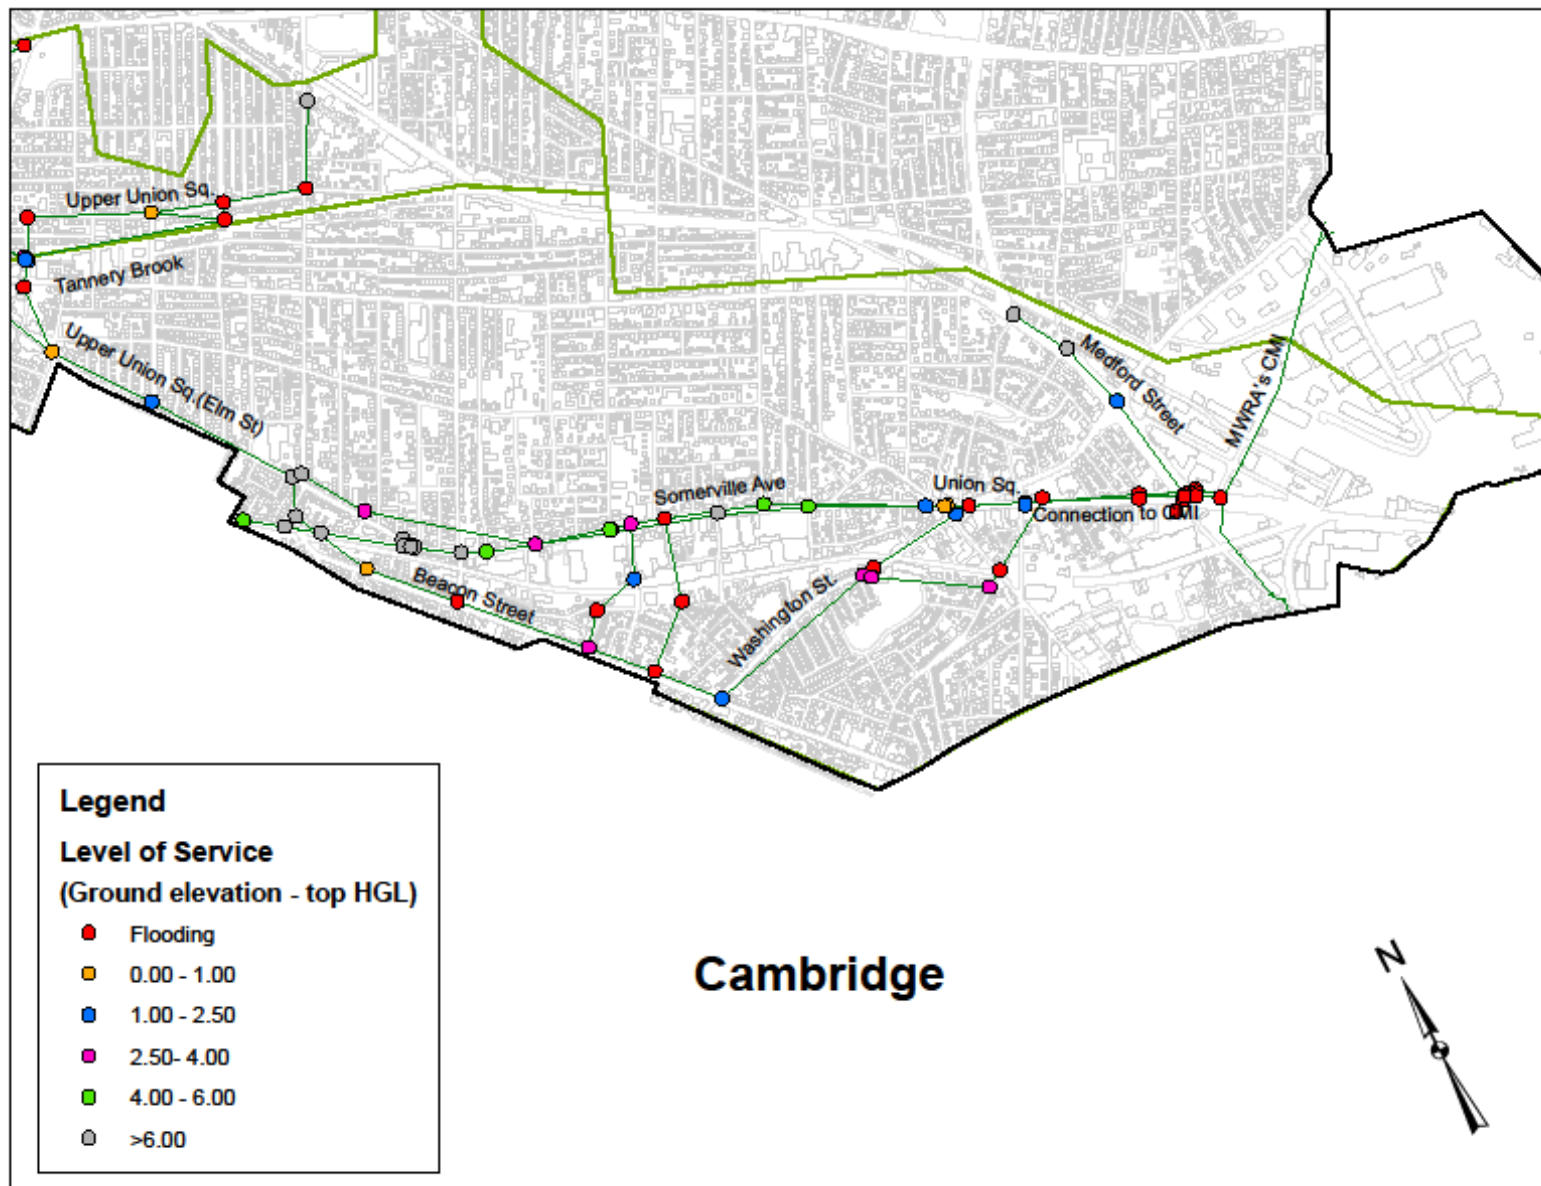 Upper Union Sq.
Tannery Brook
Upper Union Sq.(Elm St)
Medford Street
MWRA's CMI
Somerville Ave
Union Sq.
Connection to CMI
Beacon Street
Washington St.
Legend
Level of Service
(Ground elevation - top HGL)
Flooding
0.00 - 1.00
1.00 - 2.50
2.50- 4.00
4.00 - 6.00
>6.00
Cambridge
N